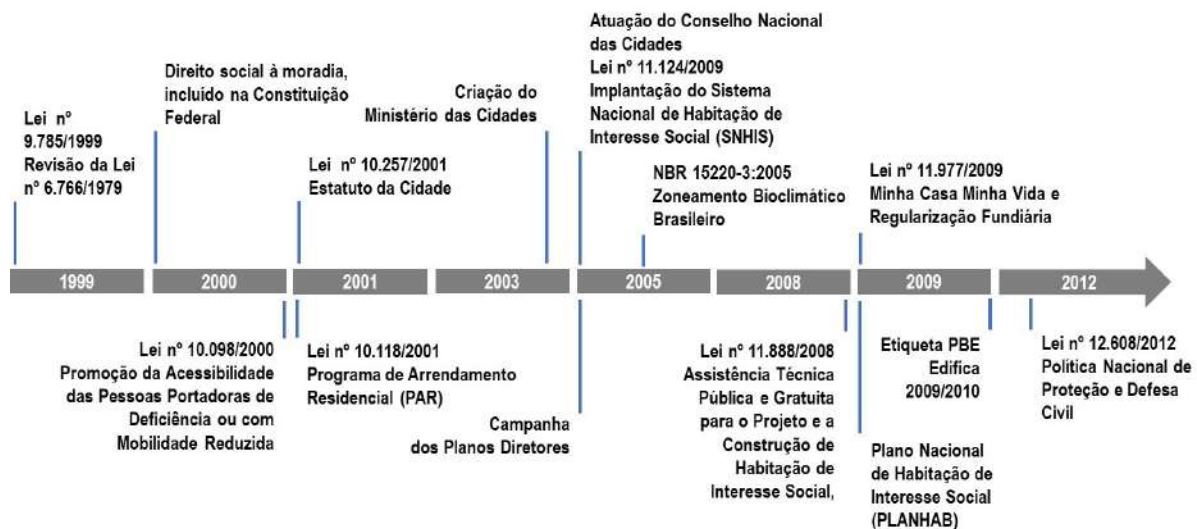 Lei nº
9.785/1999
Revisão da Lei
nº 6.766/1979
Direito social à moradia,
incluido na Constituição
Federal
Lei nº 10.257/2001
Estatuto da Cidade
Criação do
Ministério das Cidades
Atuação do Conselho Nacional
das Cidades
Lei nº 11.124/2009
Implantação do Sistema
Nacional de Habitação de
Interesse Social (SNHIS)
NBR 15220-3:2005
Zoneamento Bioclimático
Brasileiro
Lei nº 11.977/2009
Minha Casa Minha Vida e
Regularização Fundiária
1999
2000
2001
2003
2005
2008
2009
2012
Lei nº 10.098/2000
Promoção da Acessibilidade
das Pessoas Portadoras de
Deficiência ou com
Mobilidade Reduzida
Lei nº 10.118/2001
Programa de Arrendamento
Residencial (PAR)
Campanha
dos Planos Diretores
Lei nº 11.888/2008
Assistência Técnica
Pública e Gratuita
para o Projeto e a
Construção de
Habitação de
Interesse Social,
Etiqueta PBE
Edifica
2009/2010
Plano Nacional
de Habitação de
Interesse Social
(PLANHAB)
Lei nº 12.608/2012
Política Nacional de
Proteção e Defesa
Civil